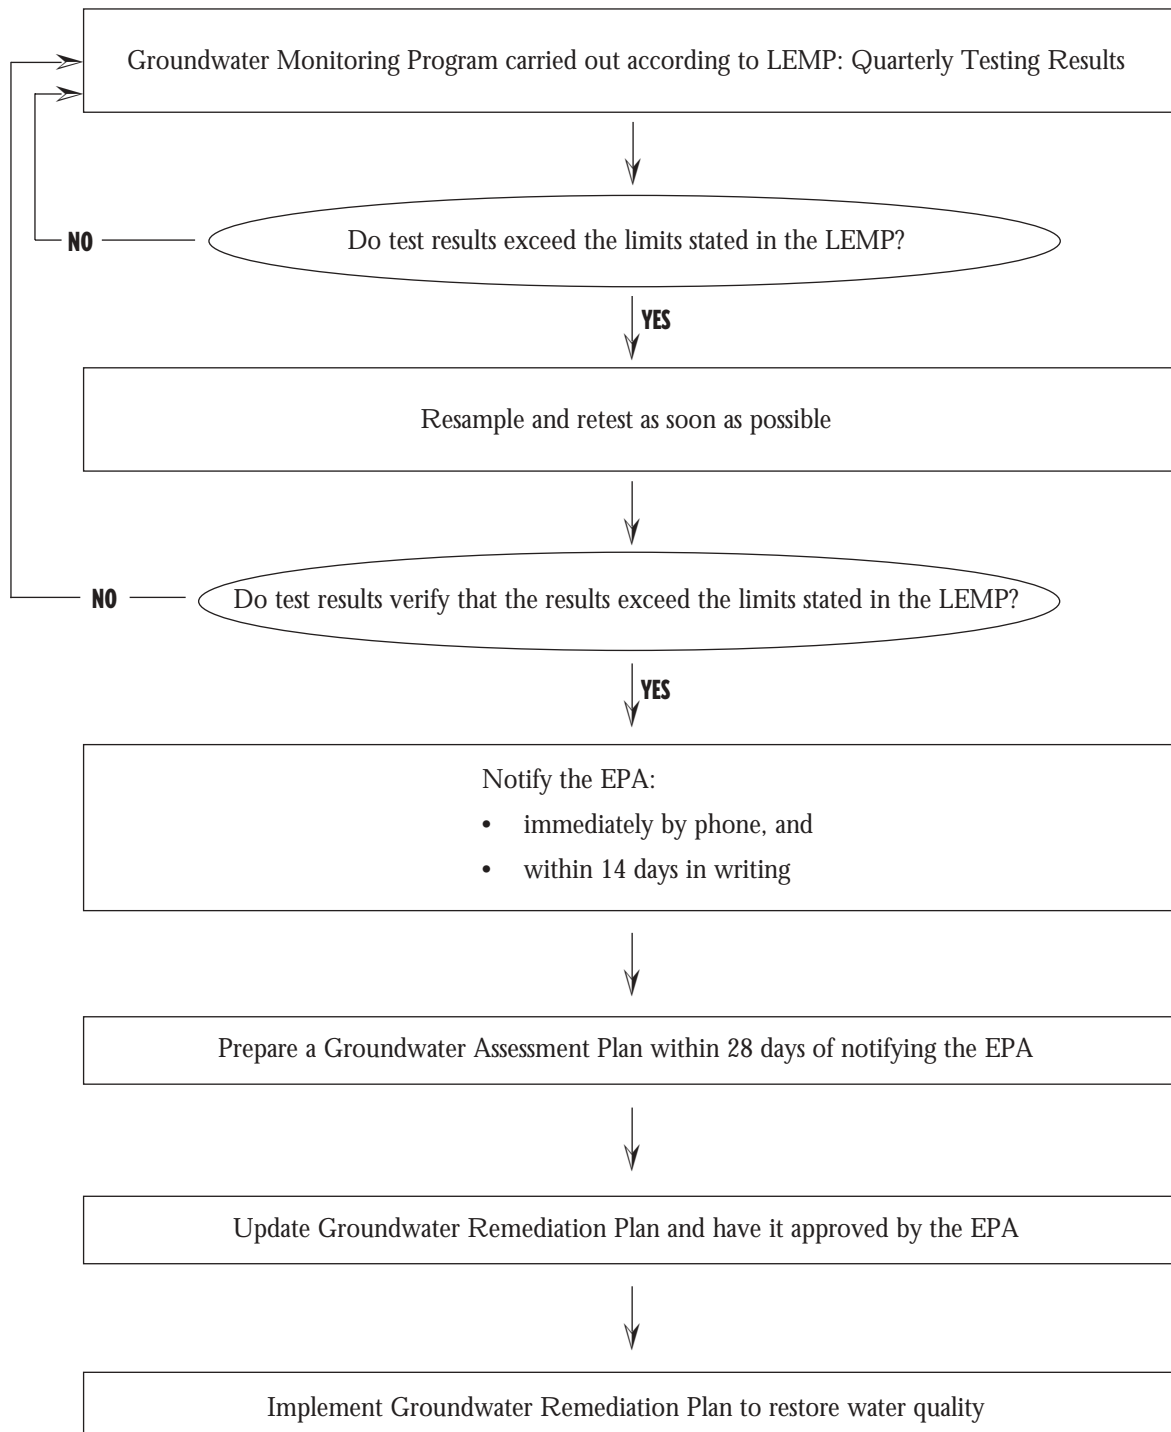 Groundwater Monitoring Program carried out according to LEMP: Quarterly Testing Results
NO
Do test results exceed the limits stated in the LEMP?
YES
Resample and retest as soon as possible
NO
Do test results verify that the results exceed the limits stated in the LEMP?
YES
Notify the EPA:
• immediately by phone, and
• within 14 days in writing
Prepare a Groundwater Assessment Plan within 28 days of notifying the EPA
Update Groundwater Remediation Plan and have it approved by the EPA
Implement Groundwater Remediation Plan to restore water quality